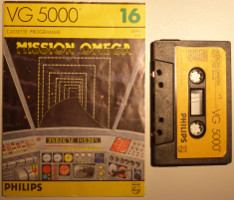 VG 5000
16
CASSETTE PROGRAMME
MISSION OMEGA
PHILIPS
PHILIPS
VG 5000